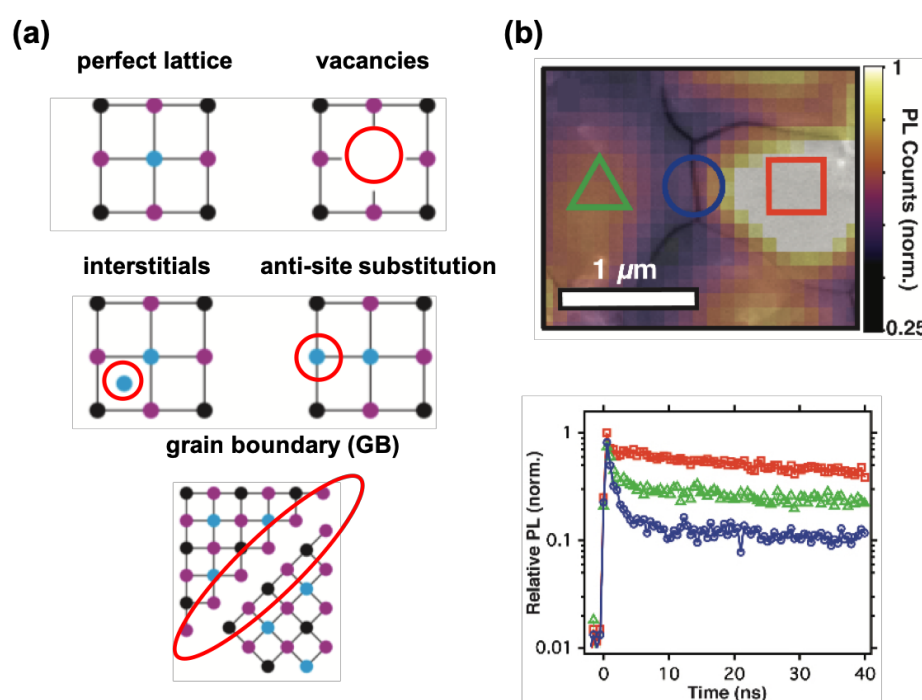 (a)
perfect lattice
vacancies
interstitials
anti-site substitution
grain boundary (GB)
(b)
1 μm
1
PL Counts (norm.)
0.25
Relative PL (norm.)
1
0.1
0.01
0
10
20
30
40
Time (ns)